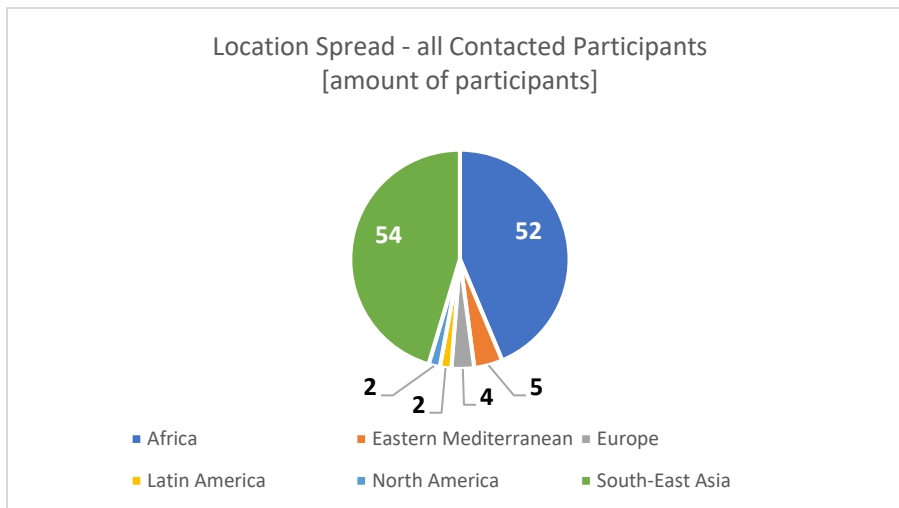 Location Spread - all Contacted Participants
[amount of participants]
54
52
2
2
4
5
Africa
Eastern Mediterranean
Europe
Latin America
North America
South-East Asia